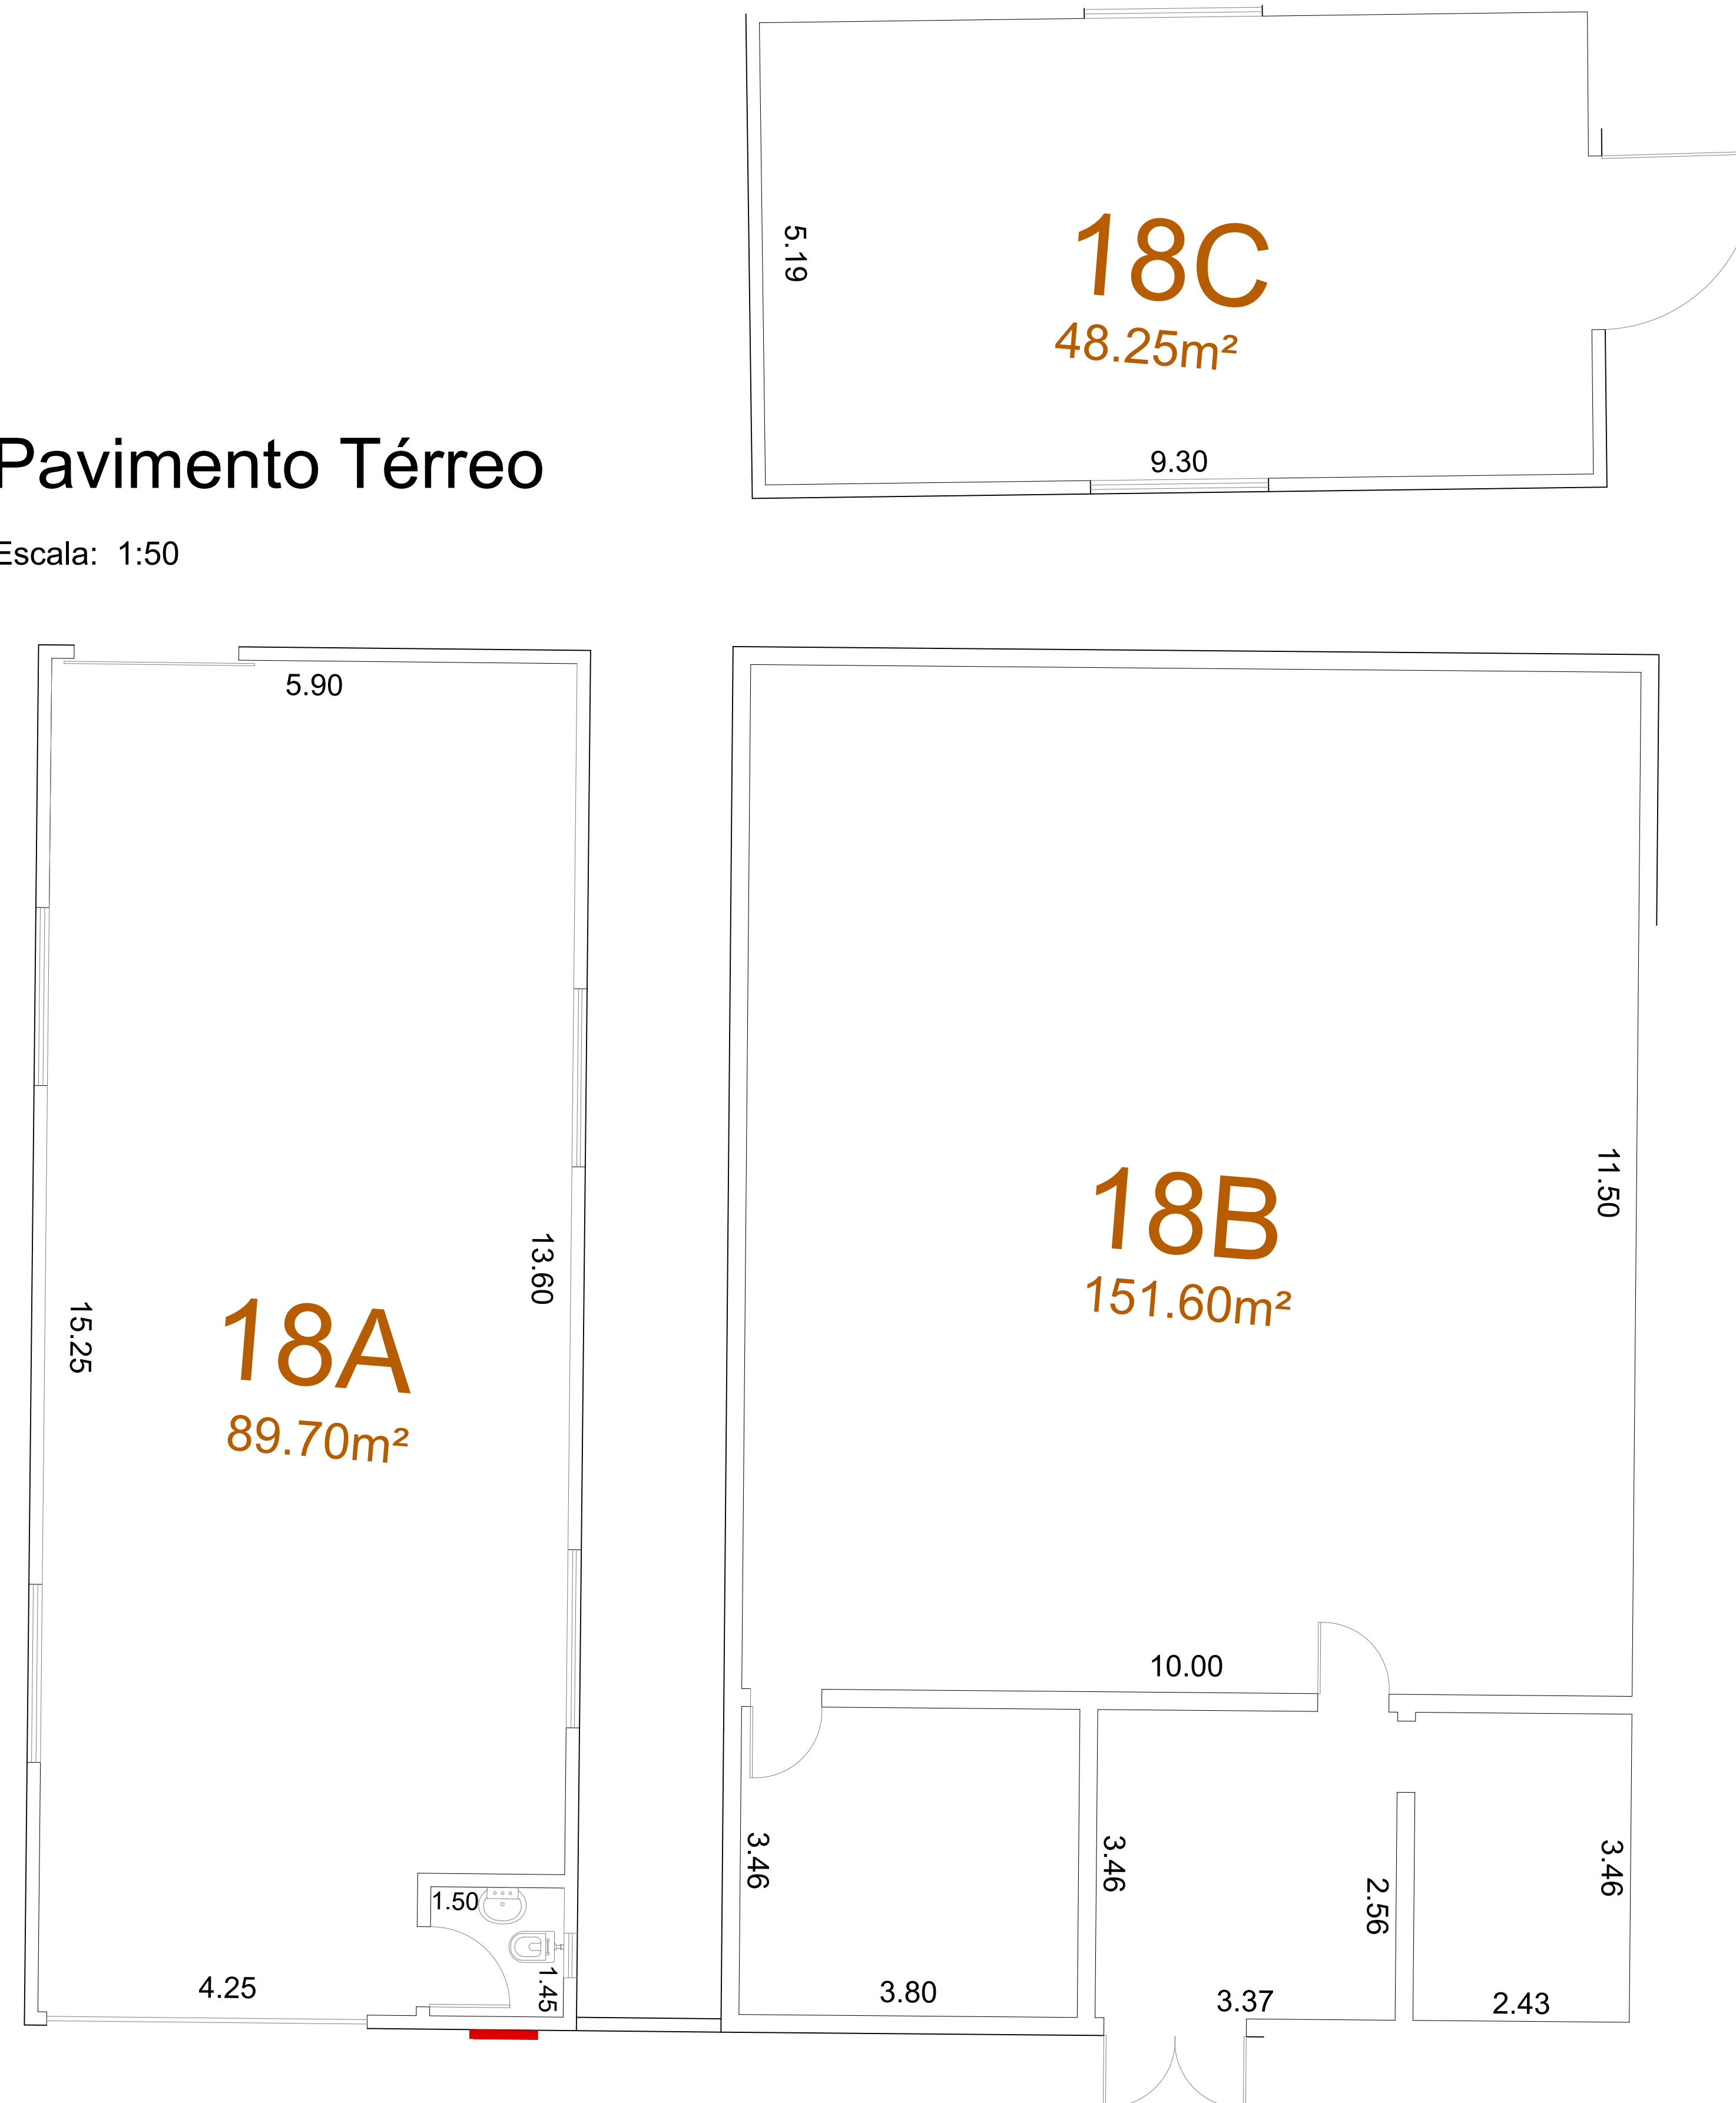 5.19
18C
48.25m²
9.30
Pavimento Térreo
Escala: 1:50
5.90
13.60
15.25
18A
89.70m²
1.50
1.45
4.25
11.50
18B
151.60m²
10.00
3.46
3.80
3.46
3.37
2.56
3.46
2.43